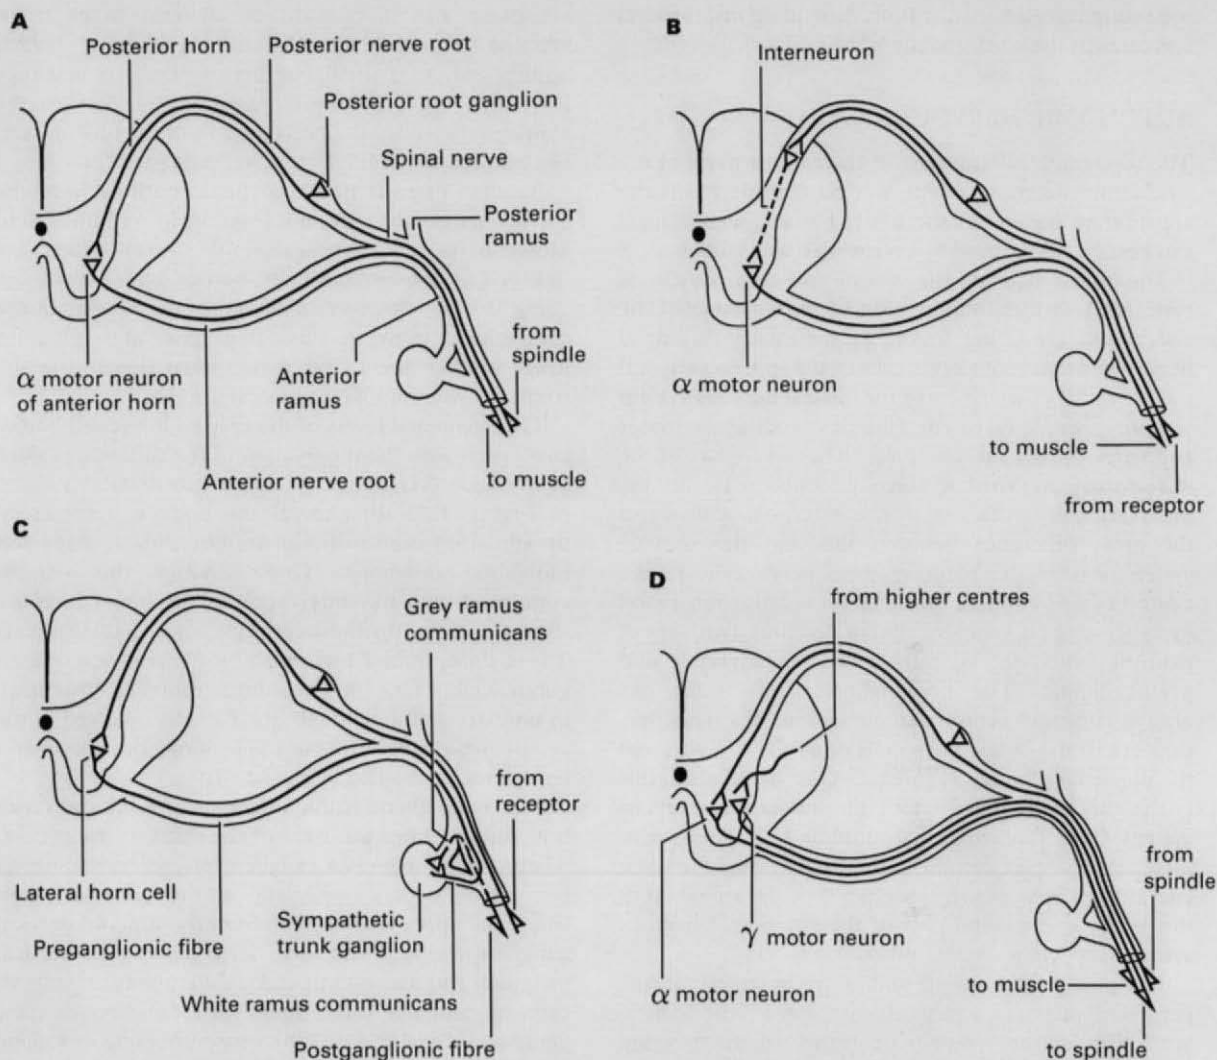 A
Posterior horn
Posterior nerve root
Posterior root ganglion
Spinal nerve
Posterior
ramus
from
spindle
α motor neuron
of anterior horn
Anterior
ramus
Anterior nerve root
to muscle
B
Interneuron
α motor neuron
to muscle
from receptor
C
Grey ramus
communicans
from
receptor
Lateral horn cell
Sympathetic
trunk ganglion
Preganglionic fibre
White ramus communicans
Postganglionic fibre
D
from higher centres
from
spindle
γ motor neuron
α motor neuron
to muscle
to spindle